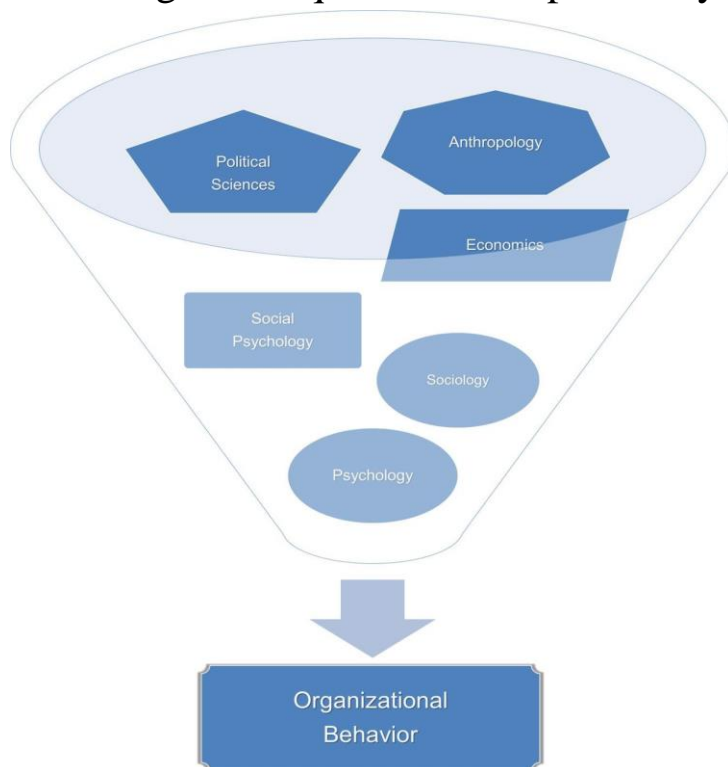 Political
Sciences
Anthropology
Economics
Social
Psychology
Sociology
Psychology
Organizational
Behavior